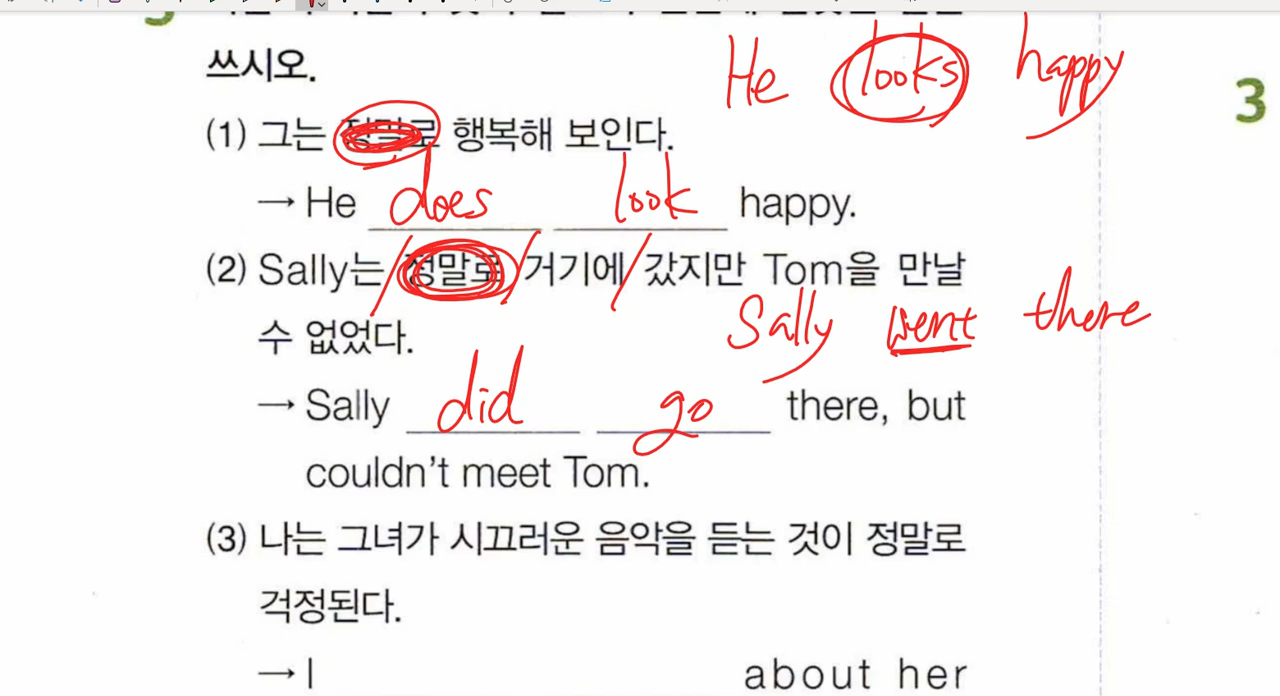 쓰시오.
He looks happy
3
(1) 그는 정말로 행복해 보인다.
→ He does look happy.
(2) Sally는 정말로 거기에 갔지만 Tom을 만날
수 없었다.
Sally went there
→ Sally did go there, but
couldn't meet Tom.
(3) 나는 그녀가 시끄러운 음악을 듣는 것이 정말로
걱정된다.
→ I about her